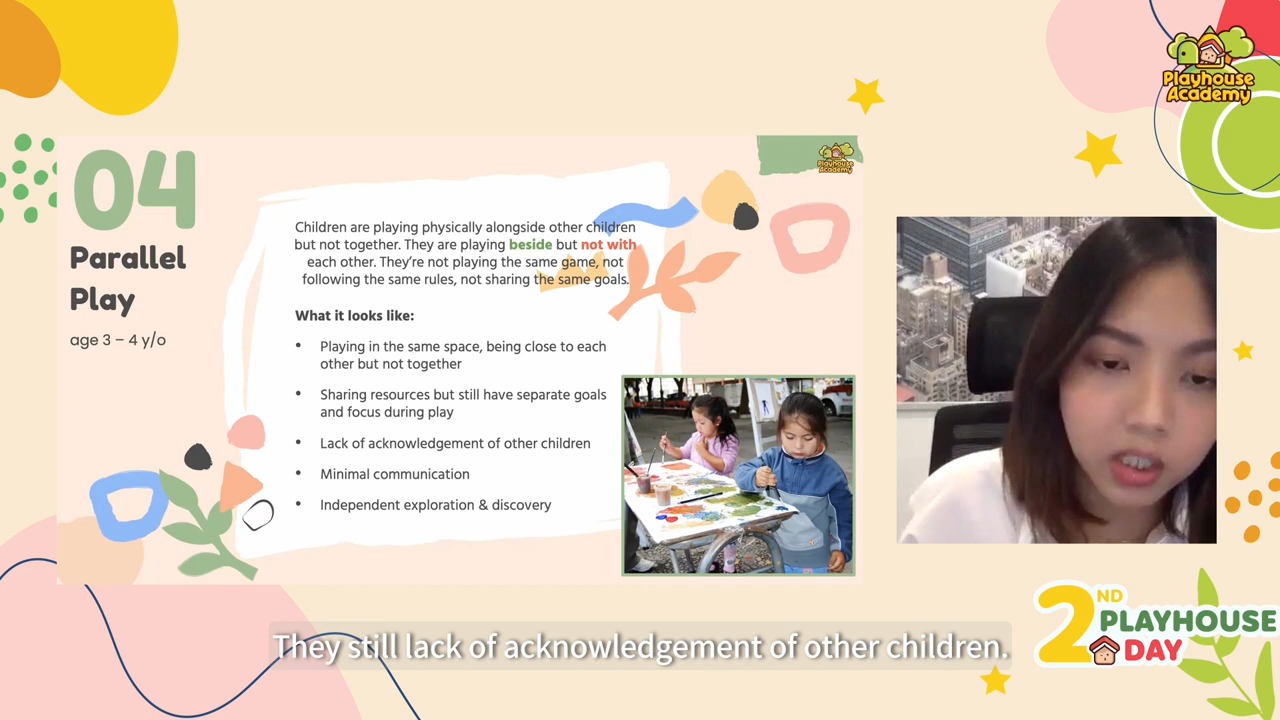 Playhouse
Academy
04
Parallel
Play
age 3 – 4 y/o
Playhouse
Academy
Children are playing physically alongside other children
but not together. They are playing beside but not with
each other. They're not playing the same game, not
following the same rules, not sharing the same goals.
What it looks like:
• Playing in the same space, being close to each
other but not together
• Sharing resources but still have separate goals
and focus during play
• Lack of acknowledgement of other children
• Minimal communication
• Independent exploration & discovery
They still lack of acknowledgement of other children.
2ND
PLAYHOUSE
DAY